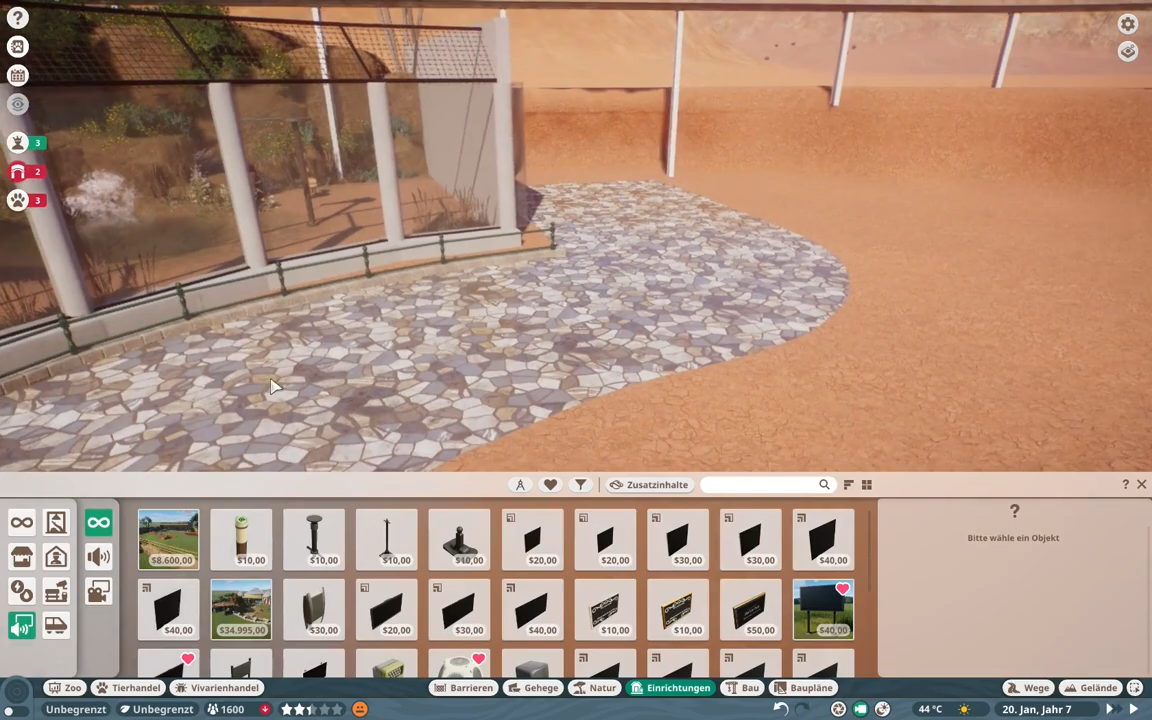 ?
3
2
3
Zusatzinhalte
?
?
Bitte wähle ein Objekt
$8.600,00
$10,00
$10,00
$10,00
$10,00
$20,00
$20,00
$30,00
$30,00
$40,00
$40,00
$34.995,00
$30,00
$20,00
$30,00
$40,00
$10,00
$10,00
$50,00
$40,00
Zoo
Tierhandel
Vivarienhandel
Barrieren
Gehege
Natur
Einrichtungen
Bau
Baupläne
Wege
Gelände
Unbegrenzt
Unbegrenzt
1600
44 °C
20. Jan, Jahr 7